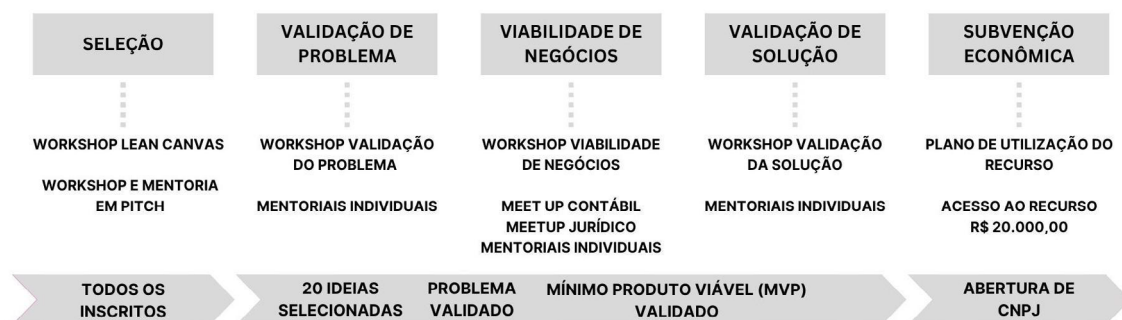 SELEÇÃO
WORKSHOP LEAN CANVAS
WORKSHOP E MENTORIA
EM PITCH
VALIDAÇÃO DE
PROBLEMA
WORKSHOP VALIDAÇÃO
DO PROBLEMA
MENTORIAIS INDIVIDUAIS
VIABILIDADE DE
NEGÓCIOS
WORKSHOP VIABILIDADE
DE NEGÓCIOS
MEET UP CONTÁBIL
MEETUP JURÍDICO
MENTORIAIS INDIVIDUAIS
VALIDAÇÃO DE
SOLUÇÃO
WORKSHOP VALIDAÇÃO
DA SOLUÇÃO
MENTORIAIS INDIVIDUAIS
SUBVENÇÃO
ECONÔMICA
PLANO DE UTILIZAÇÃO DO
RECURSO
ACESSO AO RECURSO
R$ 20.000,00
TODOS OS
INSCRITOS
20 IDEIAS
SELECIONADAS
PROBLEMA
VALIDADO
MÍNIMO PRODUTO VIÁVEL (MVP)
VALIDADO
ABERTURA DE
CNPJ